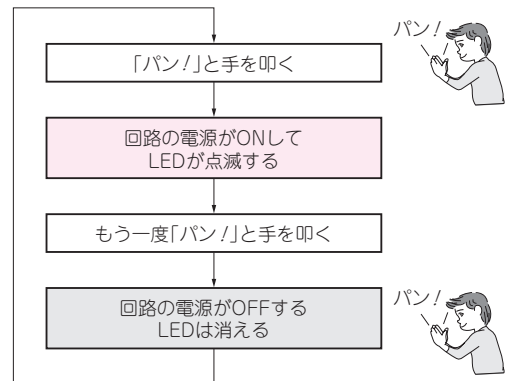 パン!
「パン!」と手を叩く
回路の電源がONして
LEDが点滅する
もう一度「パン!」と手を叩く
パン!
回路の電源がOFFする
LEDは消える